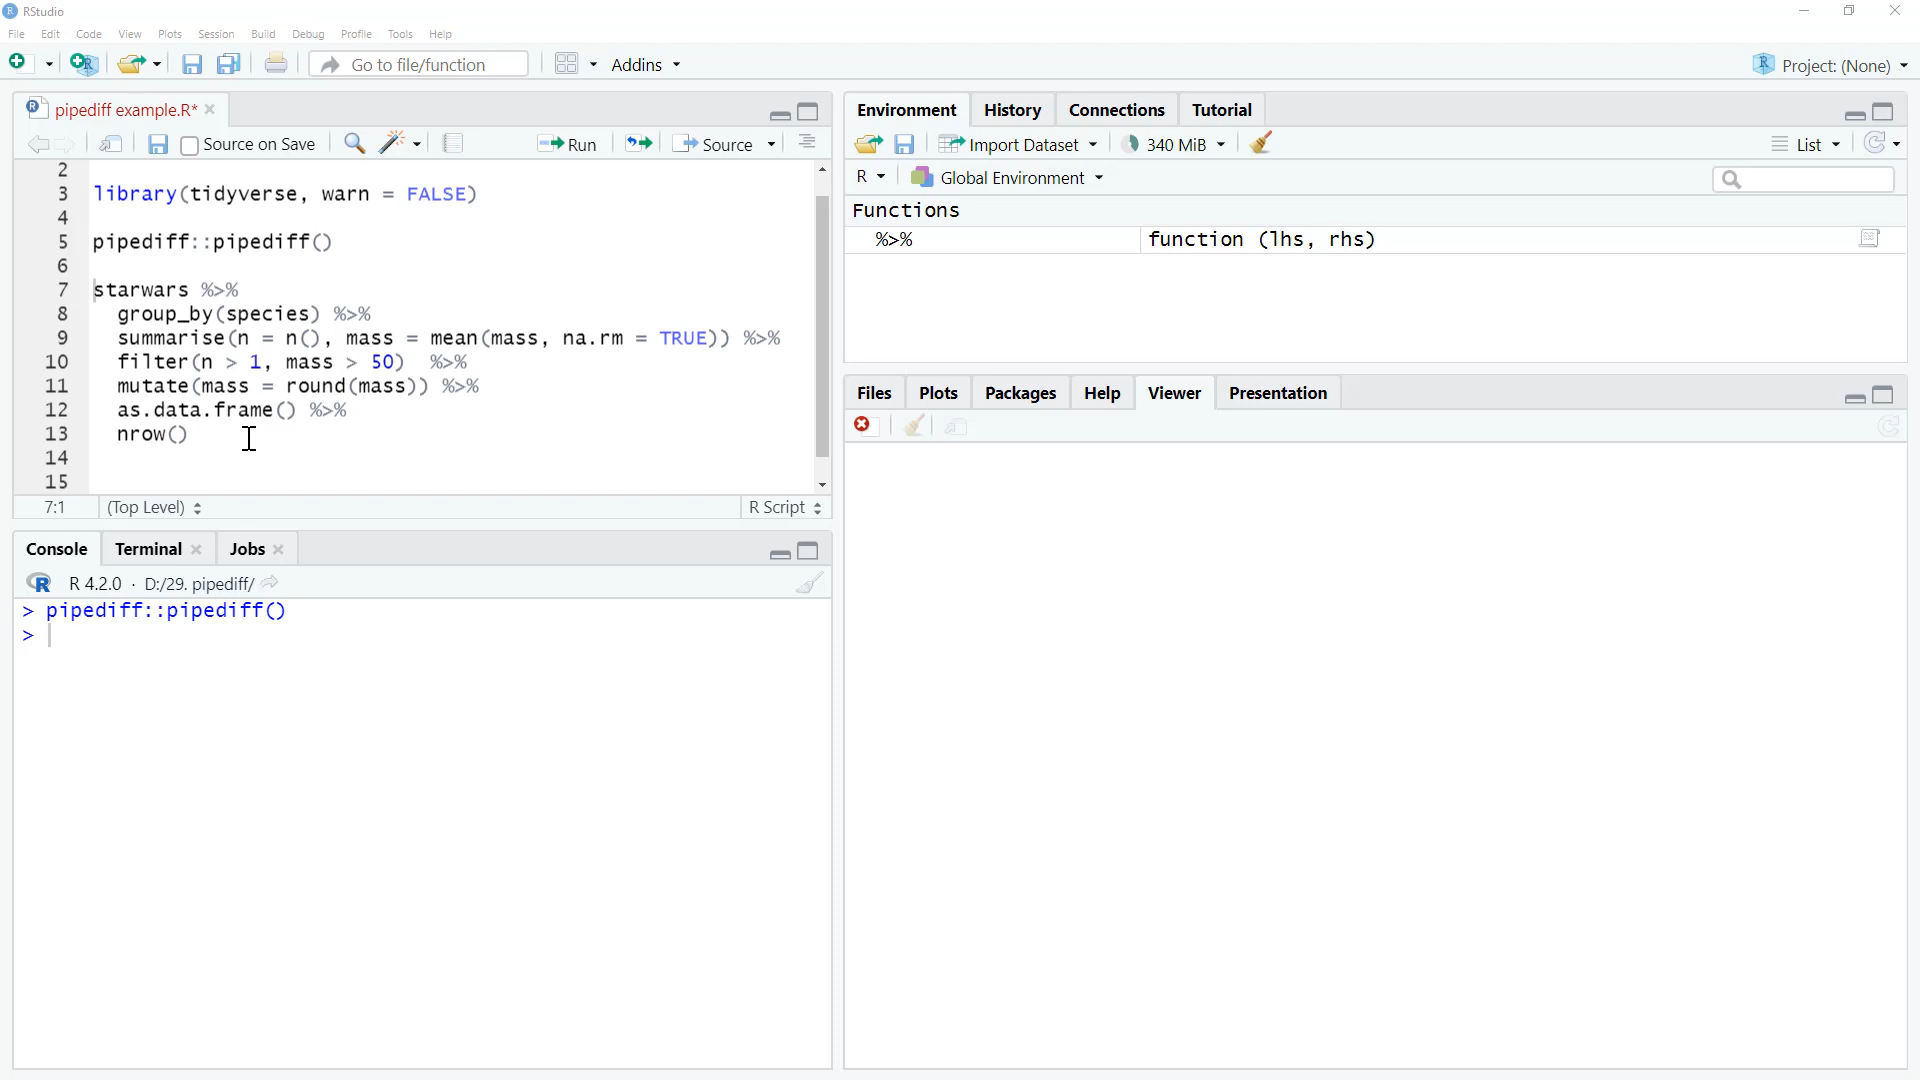 RStudio
File Edit Code View Plots Session Build Debug Profile Tools Help
Go to file/function Addins Project: (None)
pipediff example.R*
Source on Save Run Source
2
3 library(tidyverse, warn = FALSE)
4
5 pipediff::pipediff()
6
7 starwars %>%
8 group_by(species) %>%
9 summarise(n = n(), mass = mean(mass, na.rm = TRUE)) %>%
10 filter(n > 1, mass > 50)  %>%
11 mutate(mass = round(mass)) %>%
12 as.data.frame() %>%
13 nrow()
14
15
7:1 (Top Level) R Script
Console Terminal Jobs
R 4.2.0 · D:/29. pipediff/
> pipediff::pipediff()
>
Environment History Connections Tutorial
Import Dataset 340 MiB List
R Global Environment
Functions
%>% function (lhs, rhs)
Files Plots Packages Help Viewer Presentation